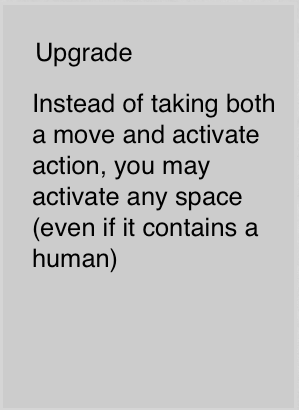 Upgrade
Instead of taking both
a move and activate
action, you may
activate any space
(even if it contains a
human)